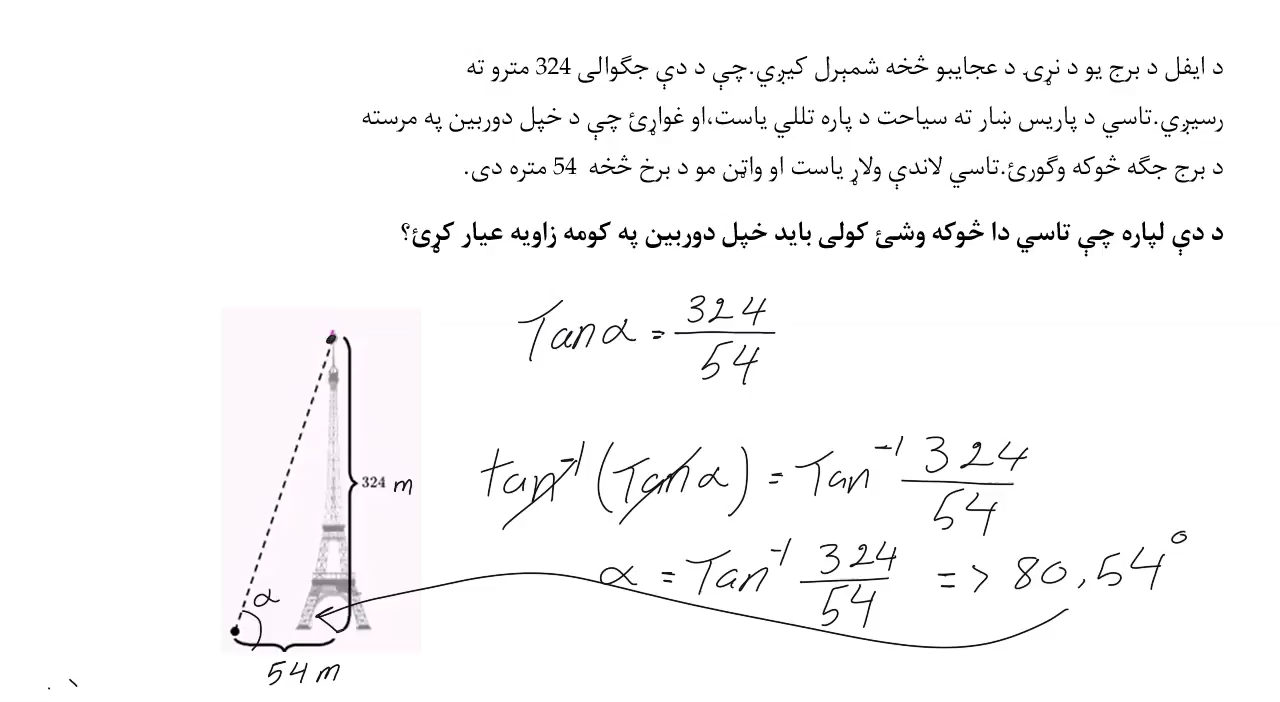 د ایفل د برج یو د نړۍ د عجایبو څخه شمېرل کیږي.چې د دې جگوالی 324 مترو ته
رسیږي.تاسي د پاریس ښار ته سیاحت د پاره تللي یاست،او غواړئ چې د خپل دوربین په مرسته
د برج جگه څوکه وگورئ.تاسي لاندې ولاړ یاست او واټن مو د برخ څخه 54 متره دی.
د دې لپاره چې تاسي دا څوکه وشئ کولی باید خپل دوربین په کومه زاویه عیار کړئ؟
Tanα = 324/54
tan⁻¹(Tanα) = Tan⁻¹ 324/54
α = Tan⁻¹ 324/54 => 80,54°
324 m
α
54 m